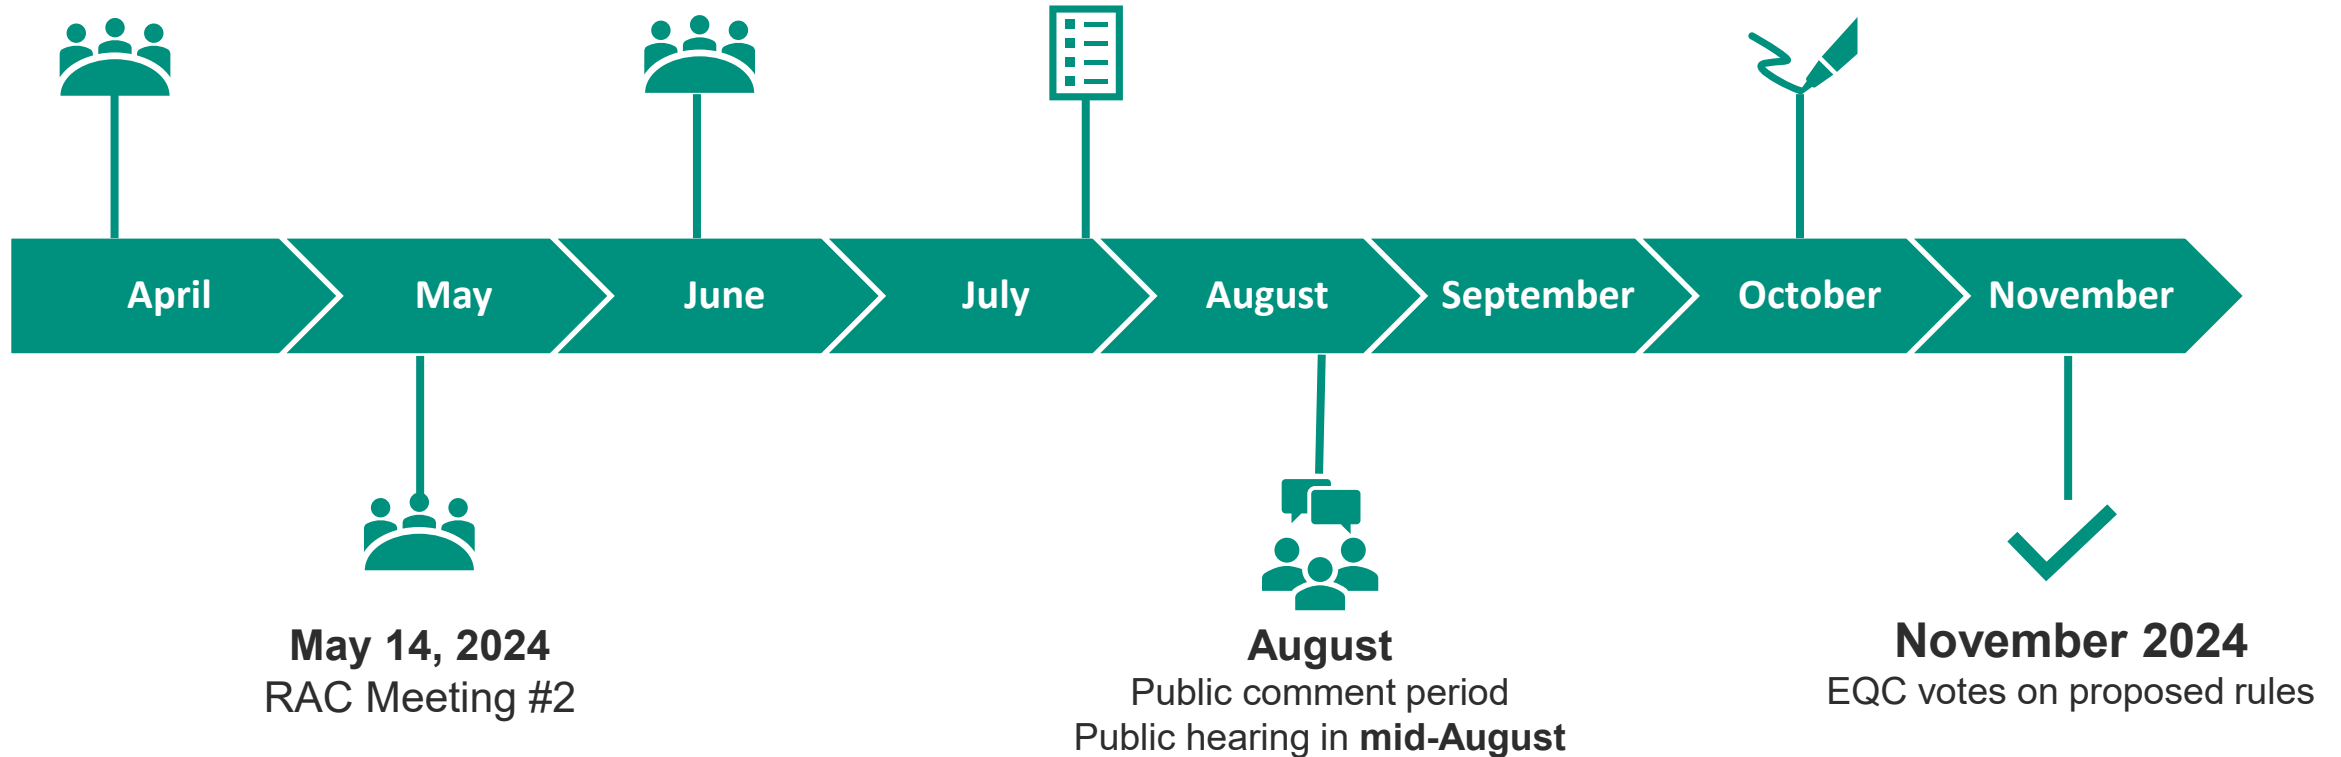 April
May
June
July
August
September
October
November
May 14, 2024
RAC Meeting #2
August
Public comment period
Public hearing in mid-August
November 2024
EQC votes on proposed rules